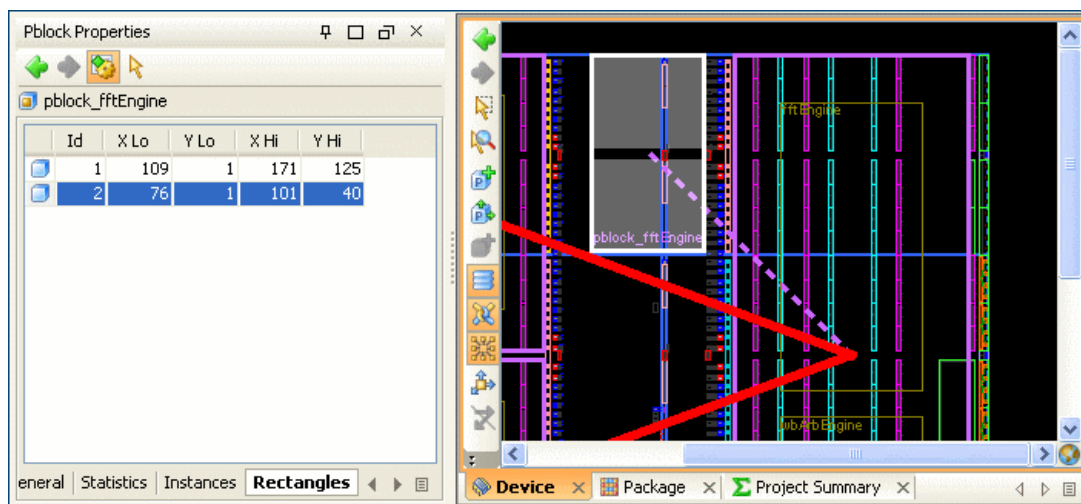 Pblock Properties
pblock_fftEngine
Id X Lo Y Lo X Hi Y Hi
1 109 1 171 125
2 76 1 101 40
eneral Statistics Instances Rectangles
fftEngine
pblock_fftEngine
wbArbEngine
Device Package Project Summary